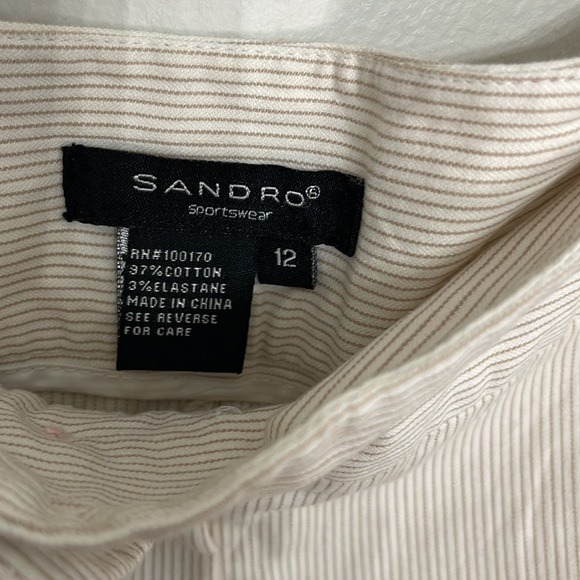 SANDRO®
Sportswear
12
RN#100170
97%COTTON
3%ELASTANE
MADE IN CHINA
SEE REVERSE
FOR CARE